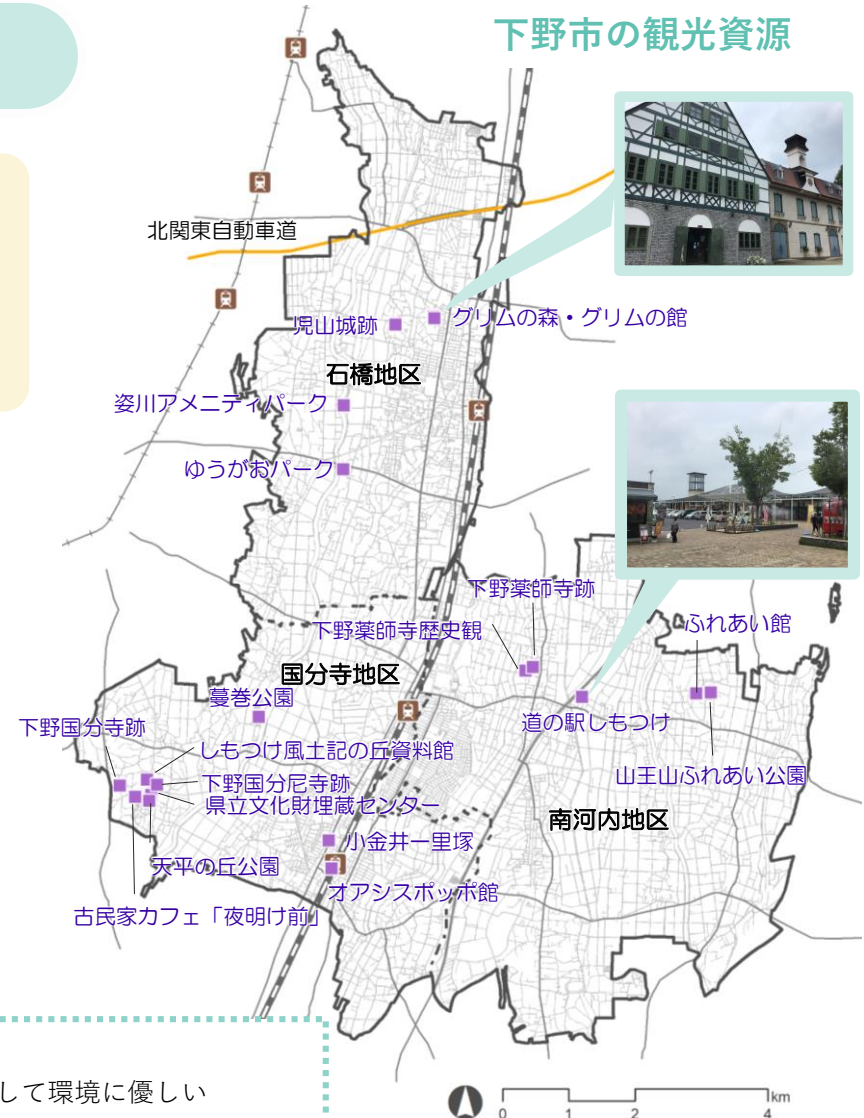 下野市の観光資源
北関東自動車道
児山城跡
グリムの森・グリムの館
石橋地区
姿川アメニティパーク
ゆうがおパーク
下野薬師寺跡
下野薬師寺歴史観
ふれあい館
国分寺地区
蔓巻公園
下野国分寺跡
道の駅しもつけ
しもつけ風土記の丘資料館
山王山ふれあい公園
下野国分尼寺跡
県立文化財埋蔵センター
南河内地区
小金井一里塚
天平の丘公園
オアシスポッポ館
古民家カフェ「夜明け前」
して環境に優しい
km
0 1 2 4